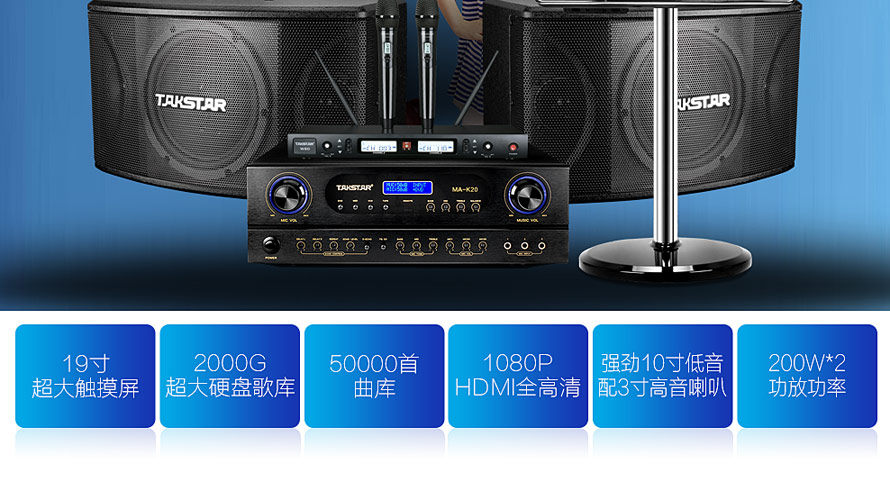 TAKSTAR
TAKSTAR
TAKSTAR
TAKSTAR
MA-K20
MIC VOL
MUSIC VOL
POWER
19寸
超大触摸屏
2000G
超大硬盘歌库
50000首
曲库
1080P
HDMI全高清
强劲10寸低音
配3寸高音喇叭
200W*2
功放功率